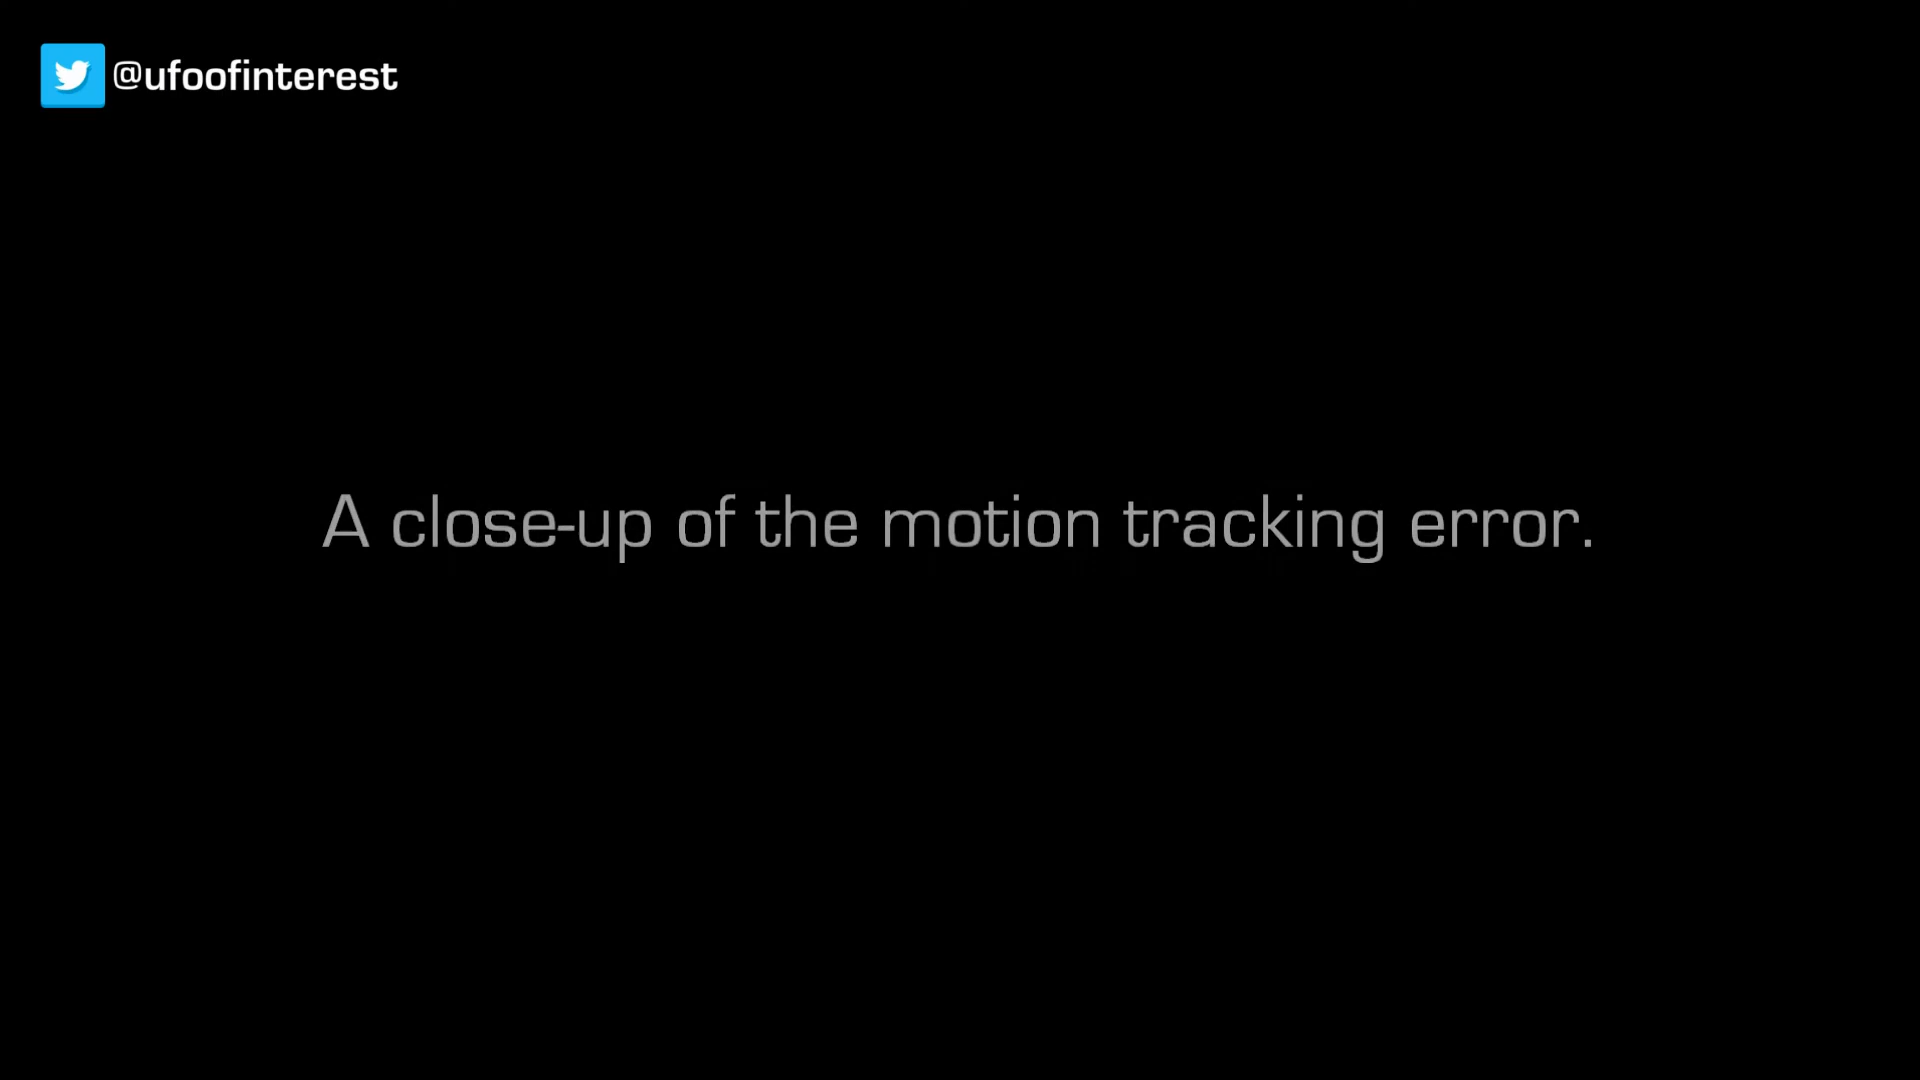 @ufoofinterest
A close-up of the motion tracking error.